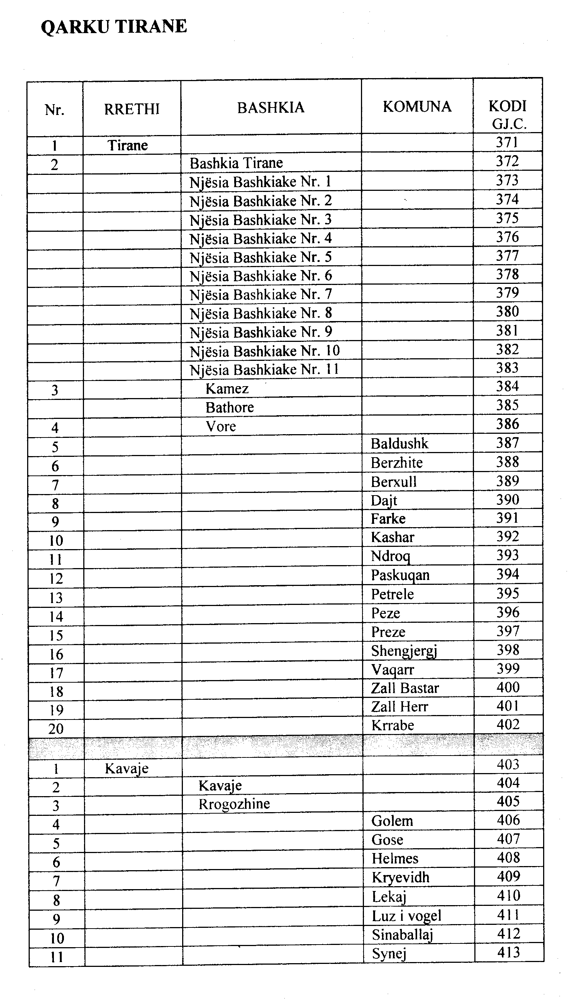 QARKU TIRANE
Nr. RRETHI BASHKIA KOMUNA KODI GJ.C.
1 Tirane 371
2 Bashkia Tirane 372
Njësia Bashkiake Nr. 1 373
Njësia Bashkiake Nr. 2 374
Njësia Bashkiake Nr. 3 375
Njësia Bashkiake Nr. 4 376
Njësia Bashkiake Nr. 5 377
Njësia Bashkiake Nr. 6 378
Njësia Bashkiake Nr. 7 379
Njësia Bashkiake Nr. 8 380
Njësia Bashkiake Nr. 9 381
Njësia Bashkiake Nr. 10 382
Njësia Bashkiake Nr. 11 383
3 Kamez 384
Bathore 385
4 Vore 386
5 Baldushk 387
6 Berzhite 388
7 Berxull 389
8 Dajt 390
9 Farke 391
10 Kashar 392
11 Ndroq 393
12 Paskuqan 394
13 Petrele 395
14 Peze 396
15 Preze 397
16 Shengjergj 398
17 Vaqarr 399
18 Zall Bastar 400
19 Zall Herr 401
20 Krrabe 402
1 Kavaje 403
2 Kavaje 404
3 Rrogozhine 405
4 Golem 406
5 Gose 407
6 Helmes 408
7 Kryevidh 409
8 Lekaj 410
9 Luz i vogel 411
10 Sinaballaj 412
11 Synej 413